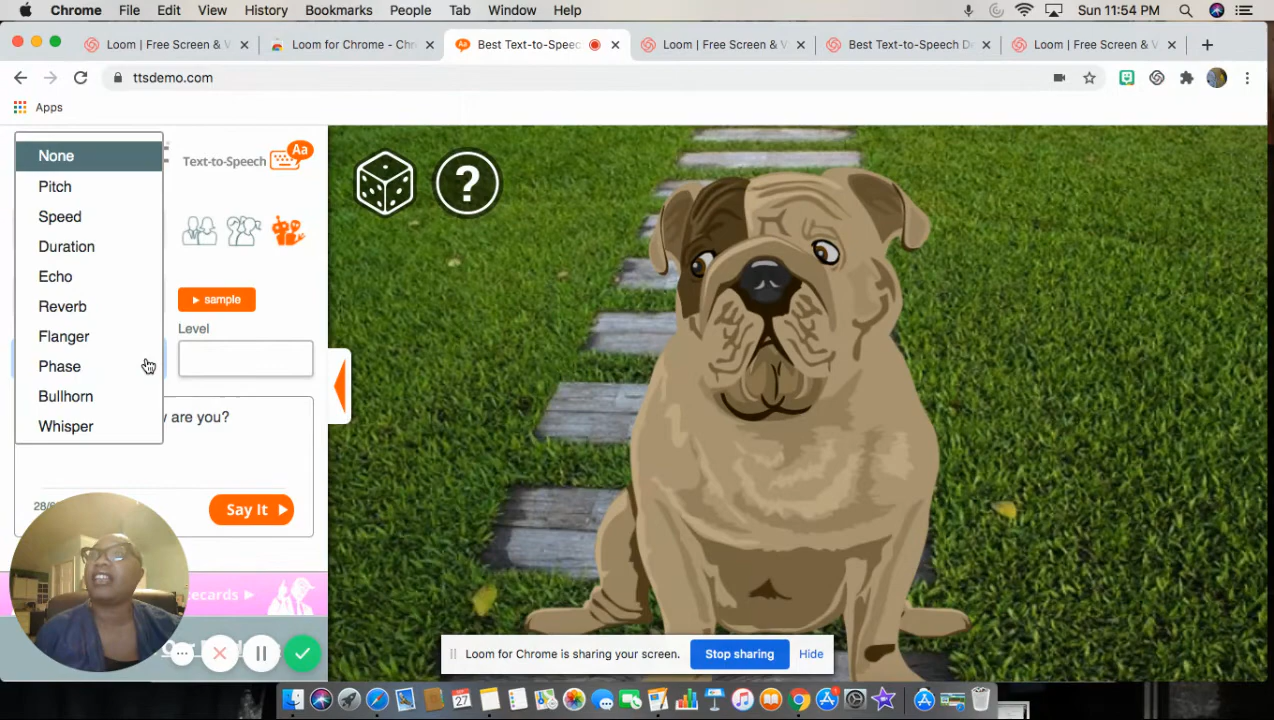 Chrome File Edit View History Bookmarks People Tab Window Help Sun 11:54 PM
Loom | Free Screen & V
Loom for Chrome - Chr
Best Text-to-Speec
Loom | Free Screen & V
Best Text-to-Speech D
Loom | Free Screen & V
ttsdemo.com
Apps
Text-to-Speech
Aa
None
Pitch
Speed
Duration
Echo
Reverb
Flanger
Phase
Bullhorn
Whisper
sample
Level
are you?
28/
Say It
ecards
?
Loom for Chrome is sharing your screen. Stop sharing Hide
27